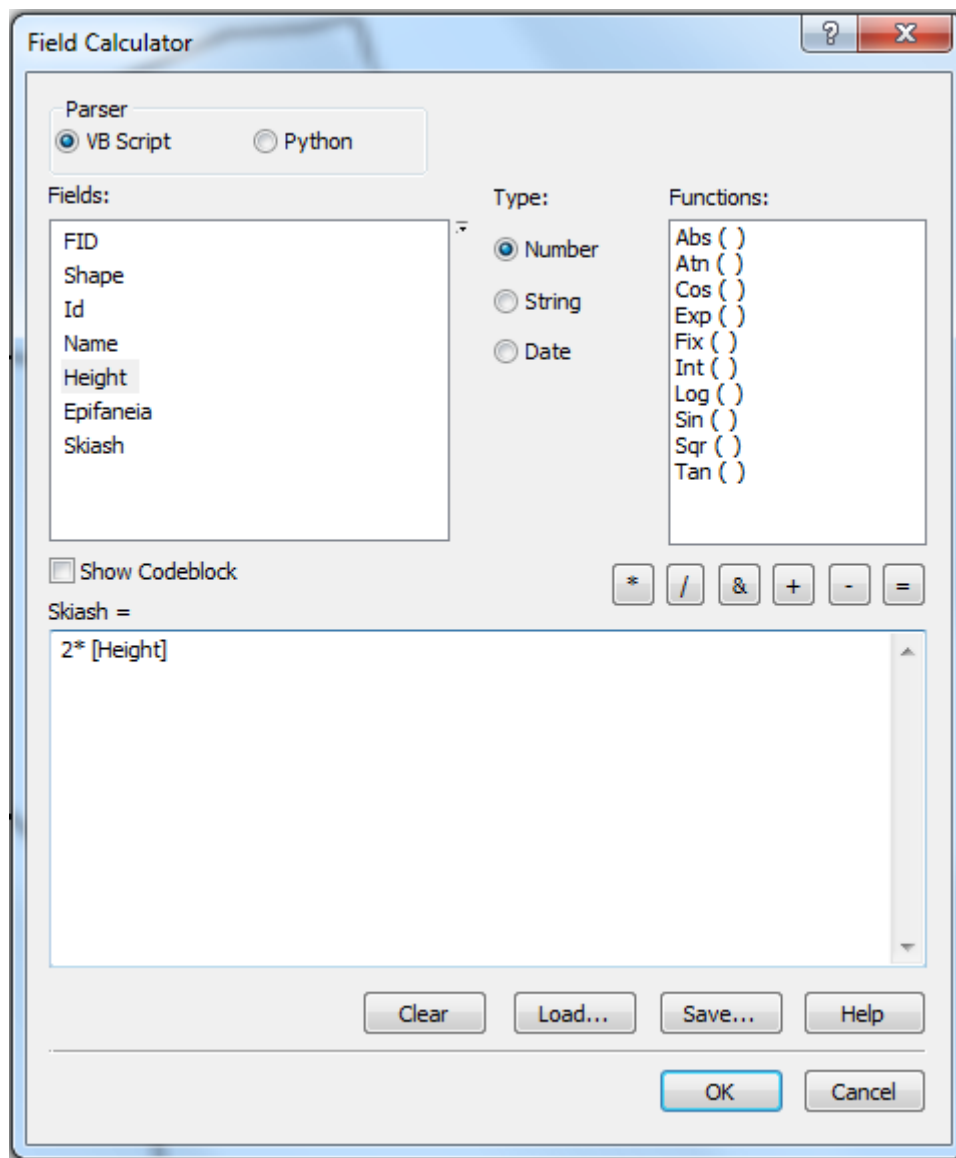 Field Calculator
Parser
VB Script Python
Fields: Type: Functions:
FID
Shape
Id
Name
Height
Epifaneia
Skiash
Number
String
Date
Abs ( )
Atn ( )
Cos ( )
Exp ( )
Fix ( )
Int ( )
Log ( )
Sin ( )
Sqr ( )
Tan ( )
Show Codeblock
* / & + - =
Skiash =
2* [Height]
Clear Load... Save... Help
OK Cancel